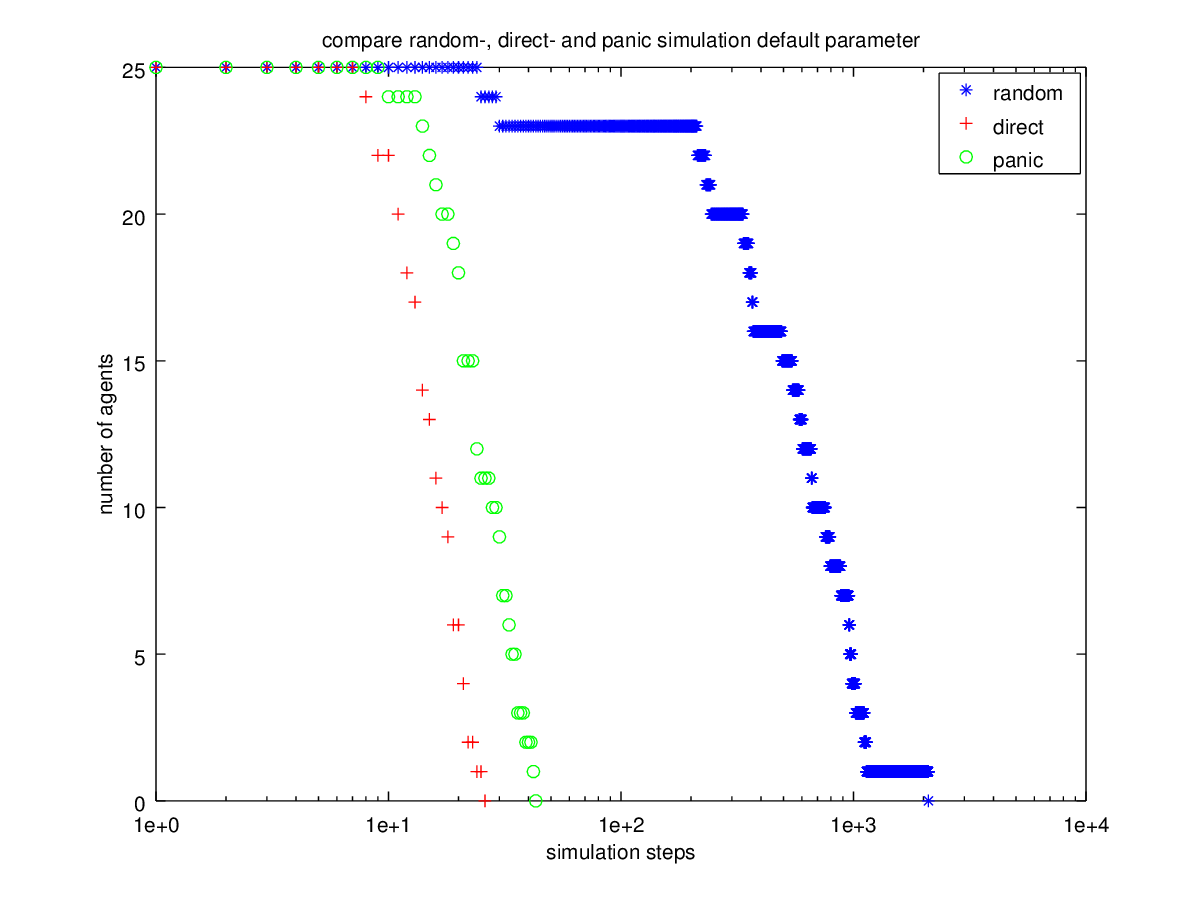 compare random-, direct- and panic simulation default parameter
random
direct
panic
number of agents
25
20
15
10
5
0
1e+0 1e+1 1e+2 1e+3 1e+4
simulation steps